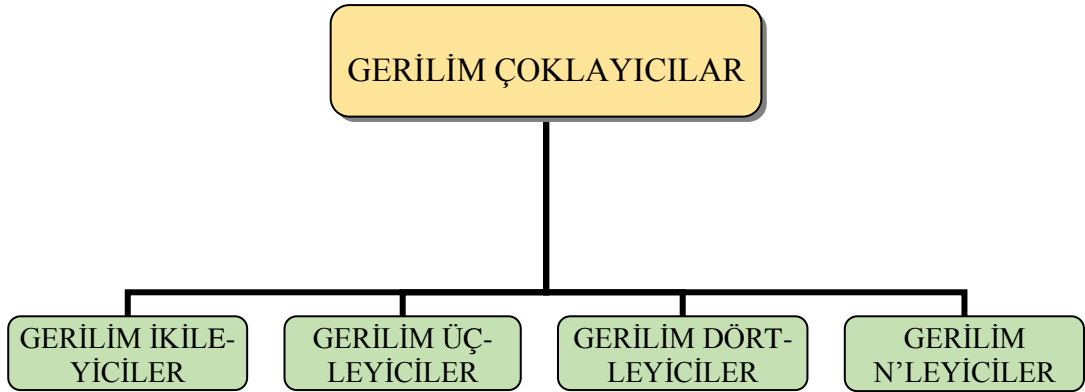 GERİLİM ÇOKLAYICILAR
GERİLİM İKİLE-
YİCİLER
GERİLİM ÜÇ-
LEYİCİLER
GERİLİM DÖRT-
LEYİCİLER
GERİLİM
N’LEYİCİLER